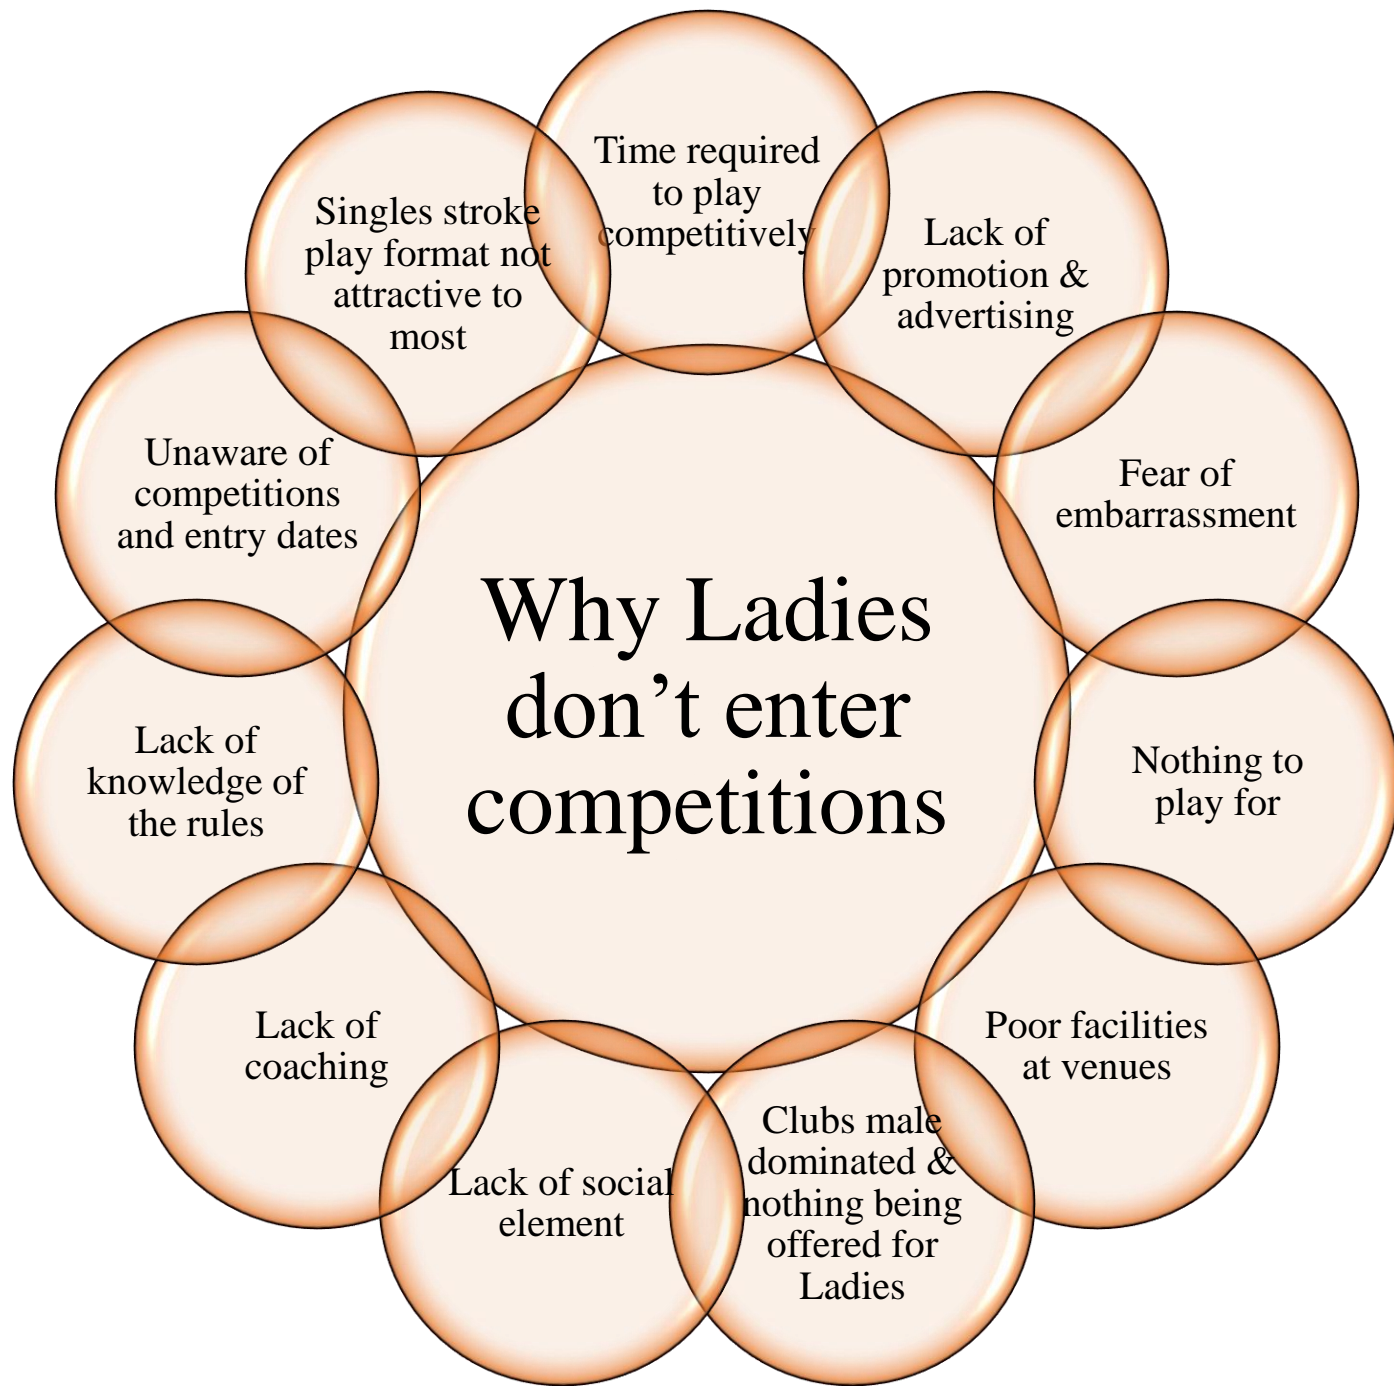 Time required
to play
competitively
Lack of
promotion &
advertising
Fear of
embarrassment
Nothing to
play for
Poor facilities
at venues
Clubs male
dominated &
nothing being
offered for
Ladies
Lack of social
element
Lack of
coaching
Lack of
knowledge of
the rules
Unaware of
competitions
and entry dates
Singles stroke
play format not
attractive to
most
Why Ladies
don’t enter
competitions